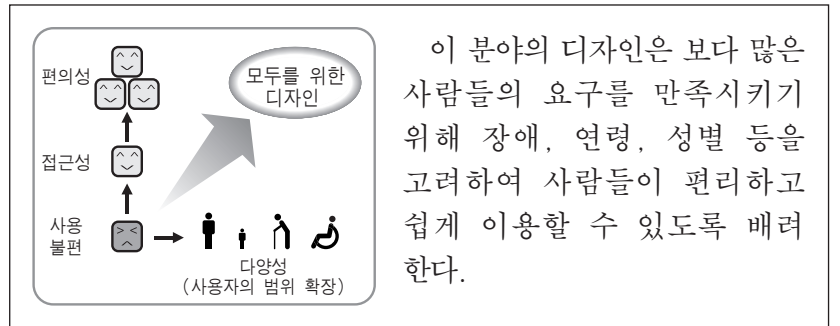 편의성
모두를 위한
디자인
접근성
사용
불편
다양성
(사용자의 범위 확장)
이 분야의 디자인은 보다 많은
사람들의 요구를 만족시키기
위해 장애, 연령, 성별 등을
고려하여 사람들이 편리하고
쉽게 이용할 수 있도록 배려
한다.